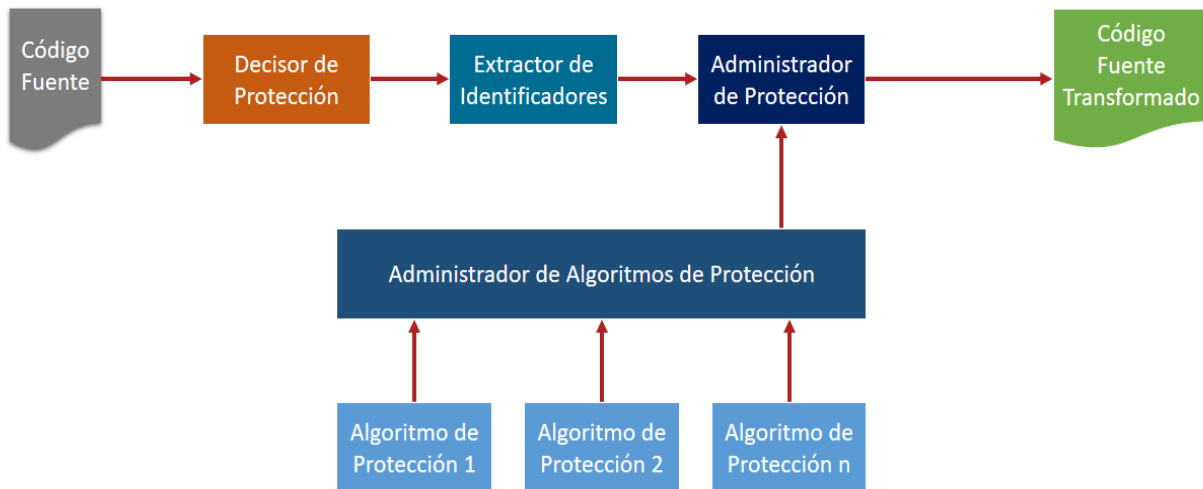 Código
Fuente
Decisor de
Protección
Extractor de
Identificadores
Administrador
de Protección
Código
Fuente
Transformado
Administrador de Algoritmos de Protección
Algoritmo de
Protección 1
Algoritmo de
Protección 2
Algoritmo de
Protección n